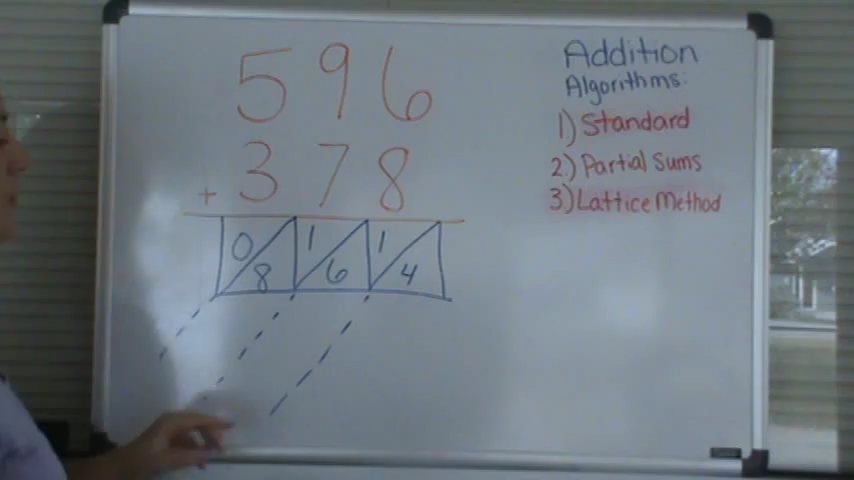 596
+ 378
0 8 1 6 1 4
Addition
Algorithms:
1) Standard
2.) Partial Sums
3) Lattice Method